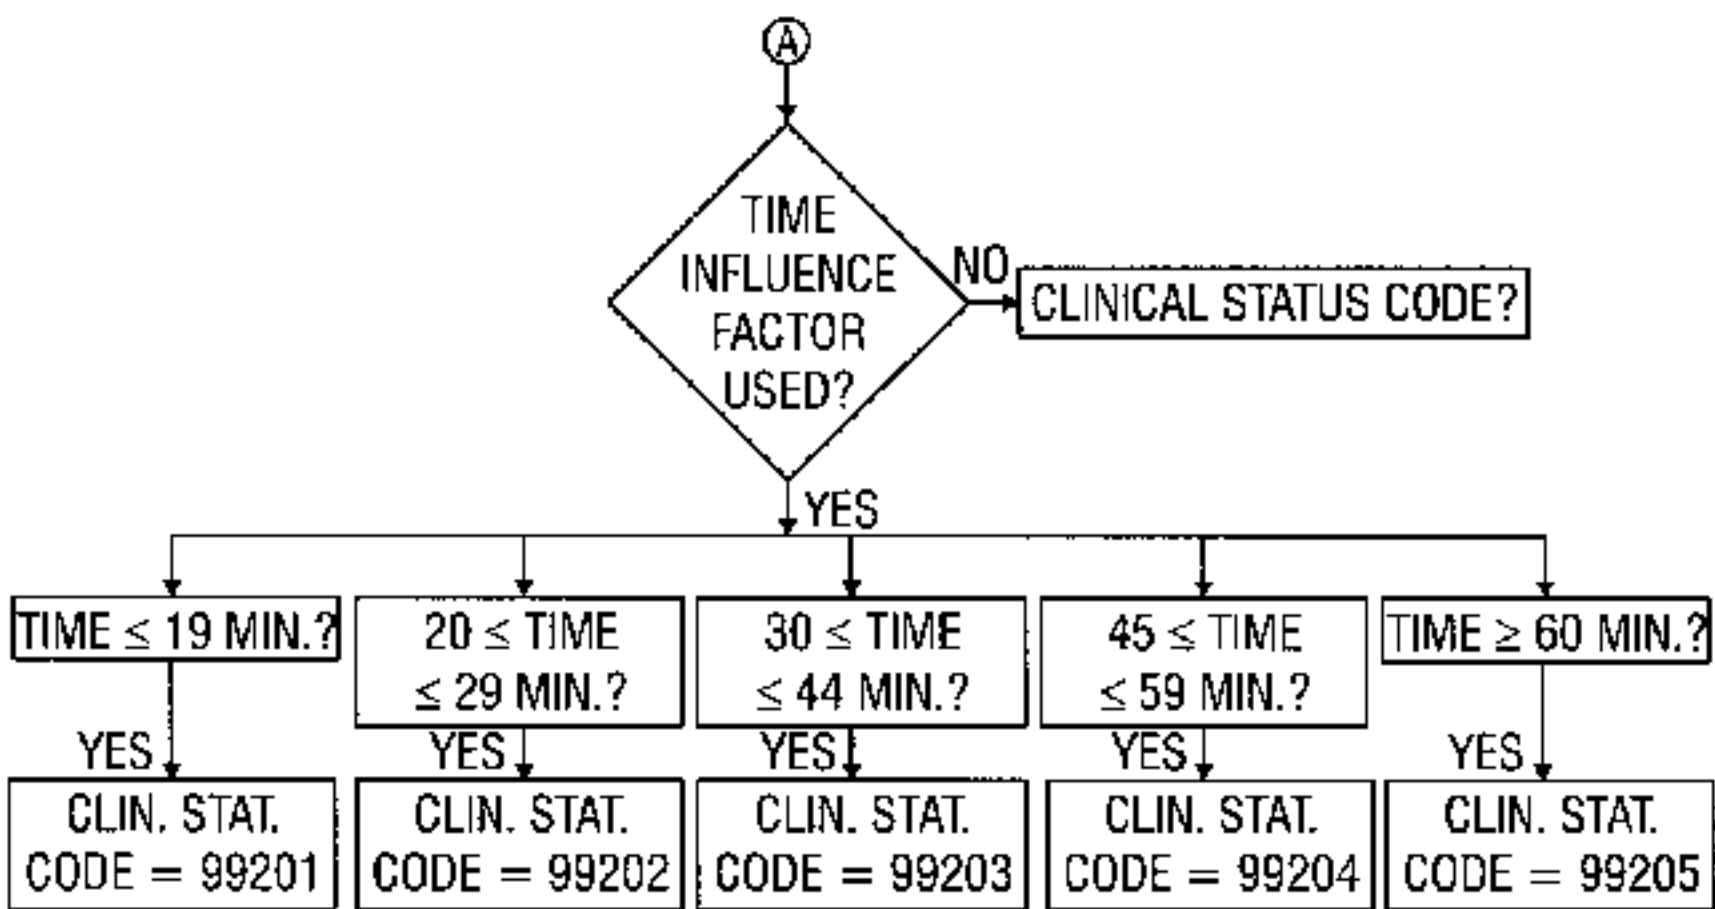 A
TIME
INFLUENCE
FACTOR
USED?
NO
CLINICAL STATUS CODE?
YES
TIME ≤ 19 MIN.?
20 ≤ TIME
≤ 29 MIN.?
30 ≤ TIME
≤ 44 MIN.?
45 ≤ TIME
≤ 59 MIN.?
TIME ≥ 60 MIN.?
YES
YES
YES
YES
YES
CLIN. STAT.
CODE = 99201
CLIN. STAT.
CODE = 99202
CLIN. STAT.
CODE = 99203
CLIN. STAT.
CODE = 99204
CLIN. STAT.
CODE = 99205